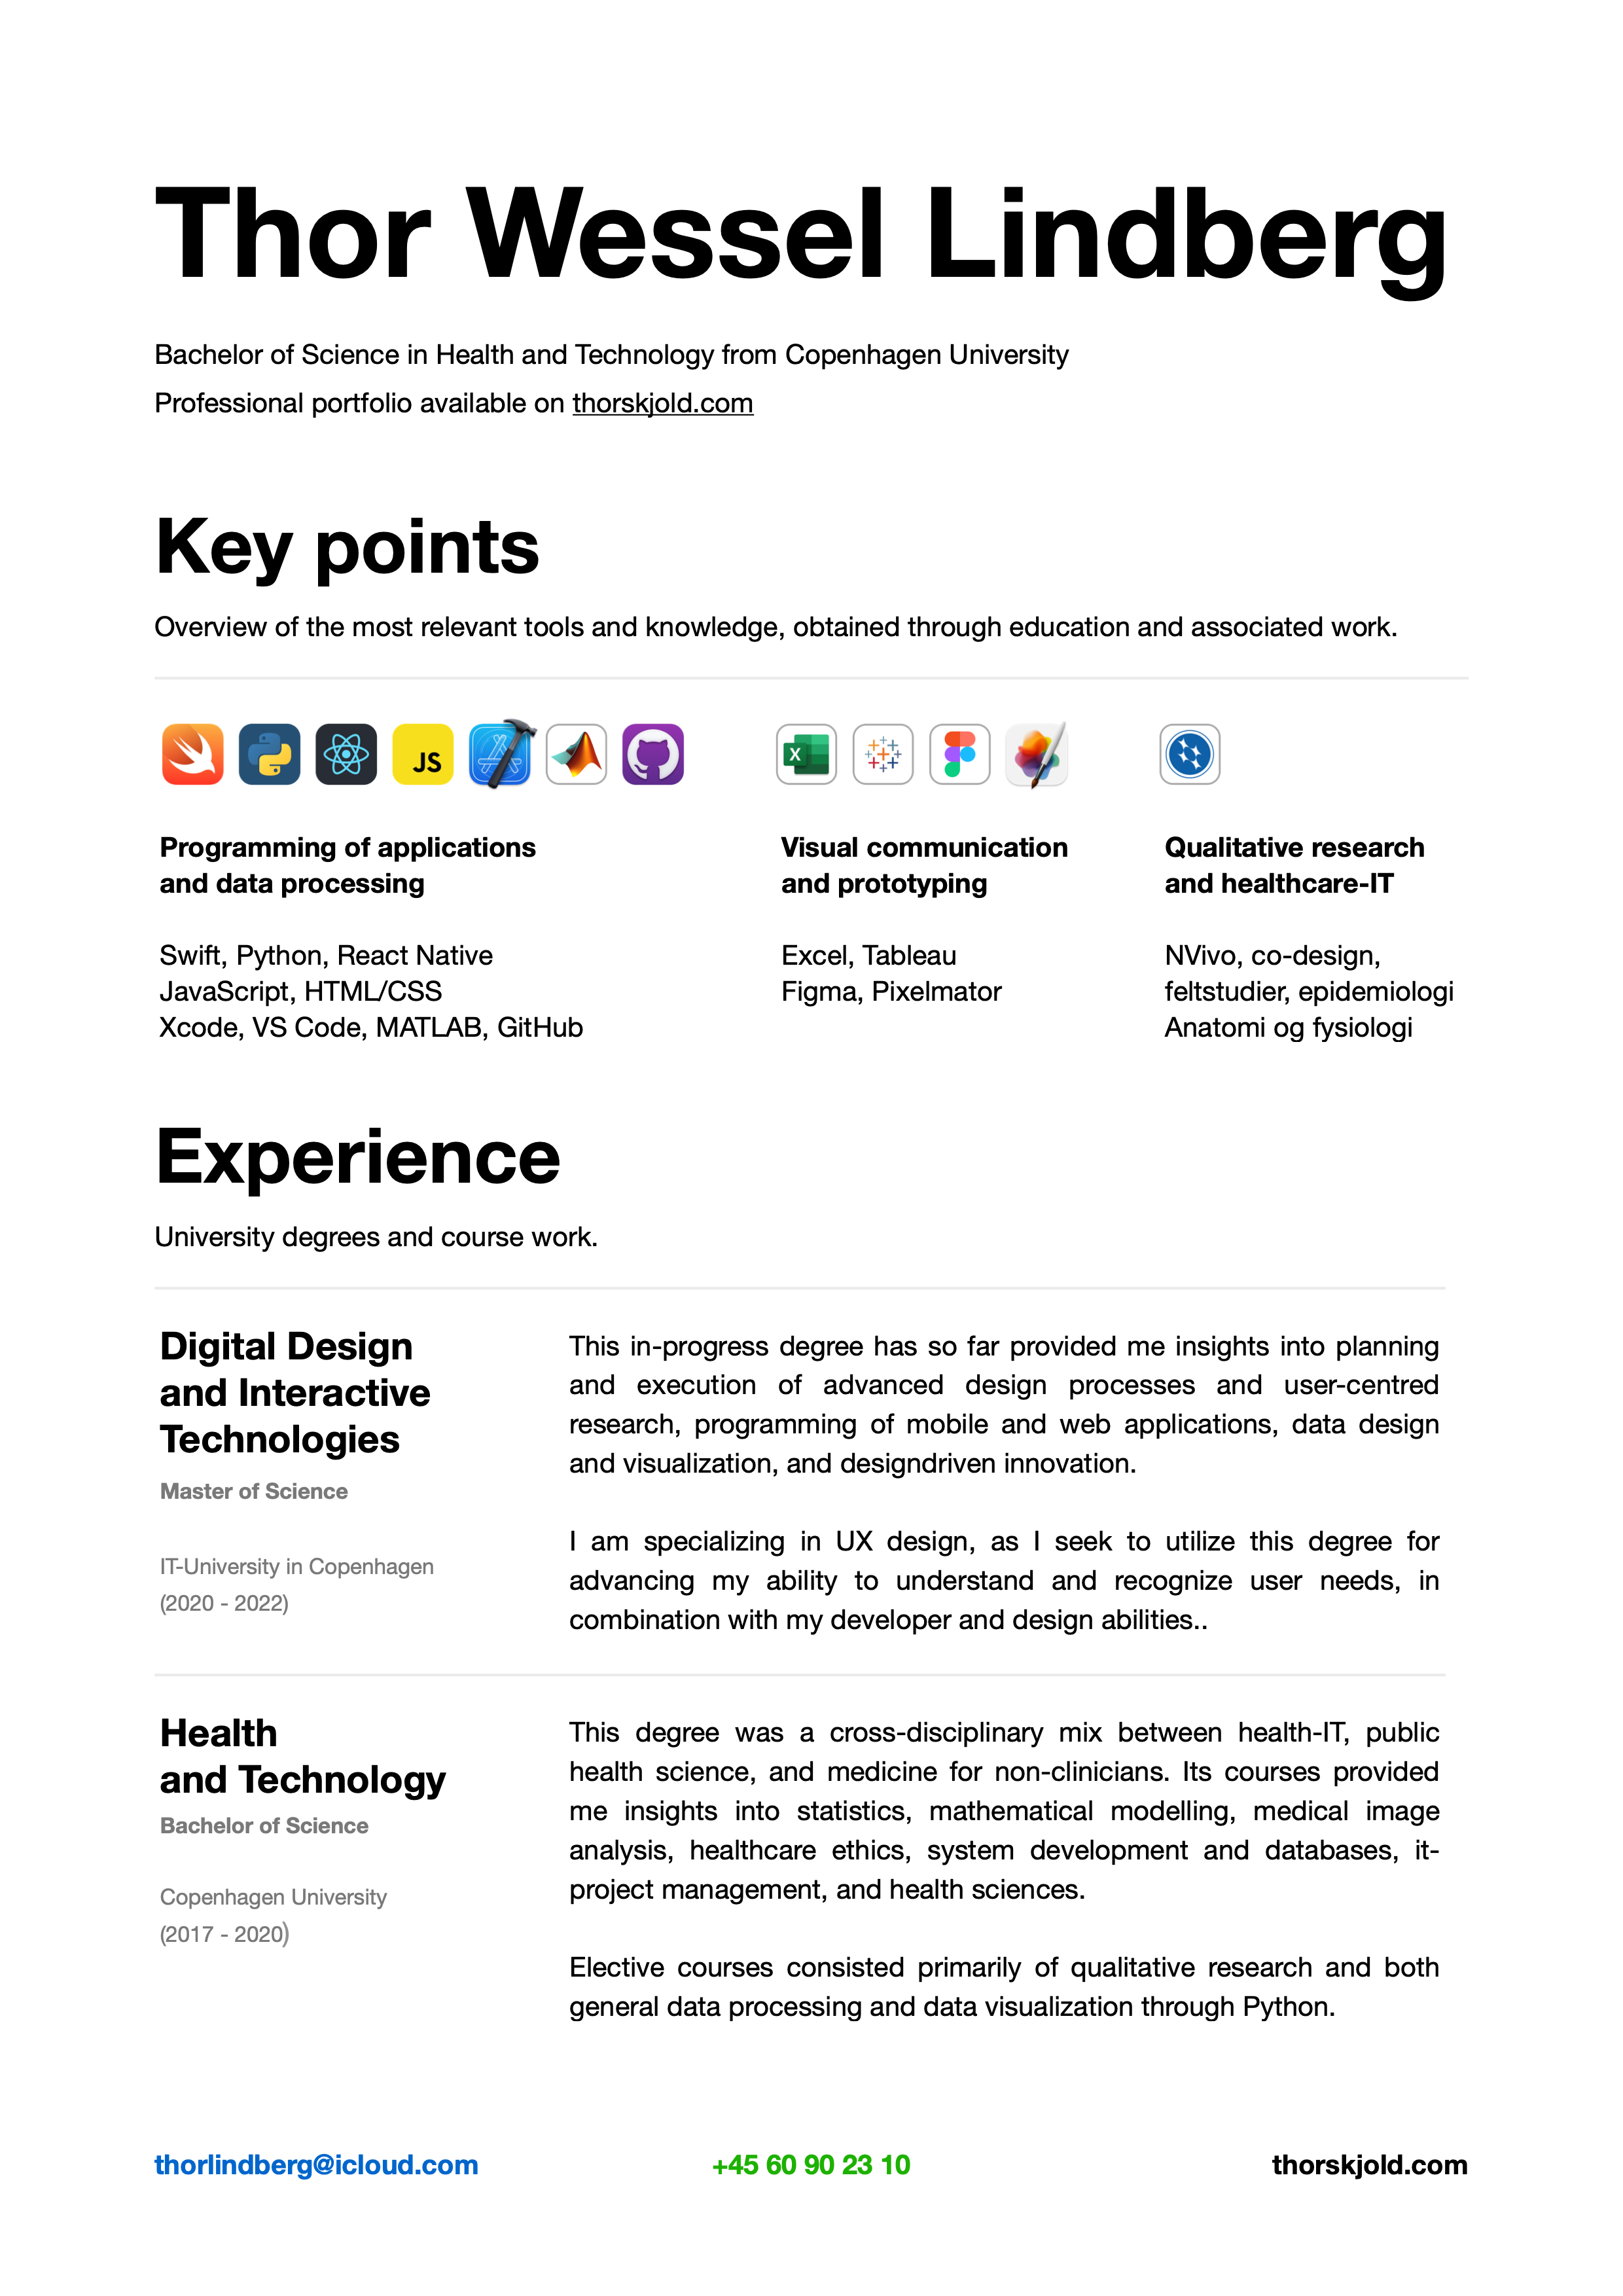 Thor Wessel Lindberg
Bachelor of Science in Health and Technology from Copenhagen University
Professional portfolio available on thorskjold.com
Key points
Overview of the most relevant tools and knowledge, obtained through education and associated work.
JS
X
Programming of applications
and data processing
Swift, Python, React Native
JavaScript, HTML/CSS
Xcode, VS Code, MATLAB, GitHub
Visual communication
and prototyping
Excel, Tableau
Figma, Pixelmator
Qualitative research
and healthcare-IT
NVivo, co-design,
feltstudier, epidemiologi
Anatomi og fysiologi
Experience
University degrees and course work.
Digital Design
and Interactive
Technologies
Master of Science
IT-University in Copenhagen
(2020 - 2022)
This in-progress degree has so far provided me insights into planning
and execution of advanced design processes and user-centred
research, programming of mobile and web applications, data design
and visualization, and designdriven innovation.
I am specializing in UX design, as I seek to utilize this degree for
advancing my ability to understand and recognize user needs, in
combination with my developer and design abilities..
Health
and Technology
Bachelor of Science
Copenhagen University
(2017 - 2020)
This degree was a cross-disciplinary mix between health-IT, public
health science, and medicine for non-clinicians. Its courses provided
me insights into statistics, mathematical modelling, medical image
analysis, healthcare ethics, system development and databases, it-
project management, and health sciences.
Elective courses consisted primarily of qualitative research and both
general data processing and data visualization through Python.
thorlindberg@icloud.com
+45 60 90 23 10
thorskjold.com